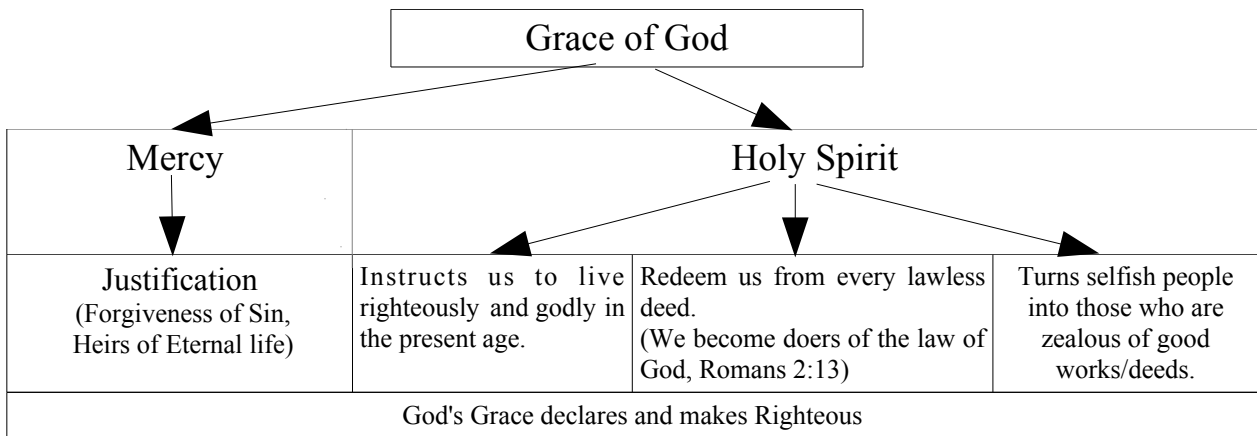 Grace of God
Mercy
Holy Spirit
Justification
(Forgiveness of Sin,
Heirs of Eternal life)
Instructs us to live
righteously and godly in
the present age.
Redeem us from every lawless
deed.
(We become doers of the law of
God, Romans 2:13)
Turns selfish people
into those who are
zealous of good
works/deeds.
God's Grace declares and makes Righteous